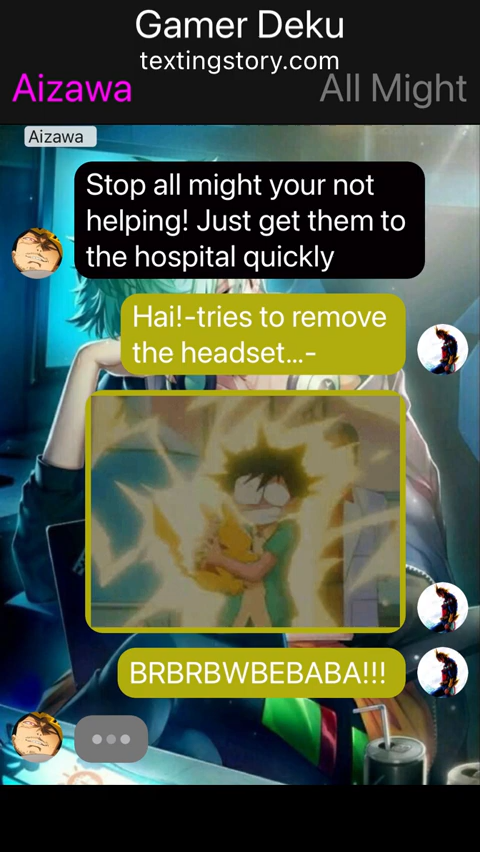 Gamer Deku
textingstory.com
Aizawa
All Might
Aizawa
Stop all might your not
helping! Just get them to
the hospital quickly
Hai!-tries to remove
the headset...-
BRBRBWBEBABA!!!